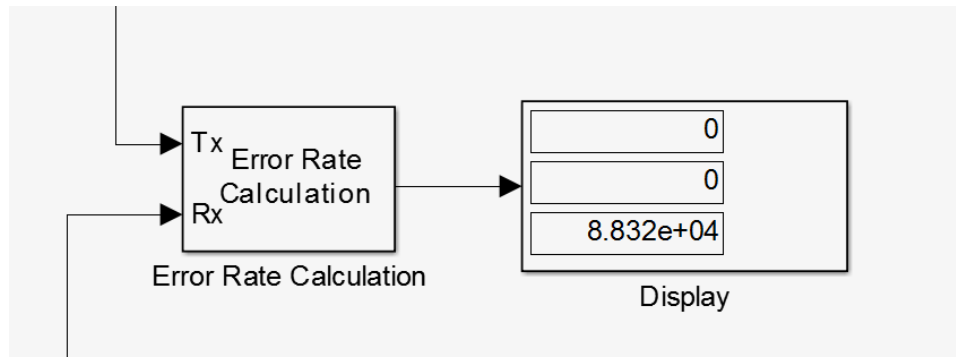 Tx
Error Rate
Calculation
Rx
Error Rate Calculation
0
0
8.832e+04
Display